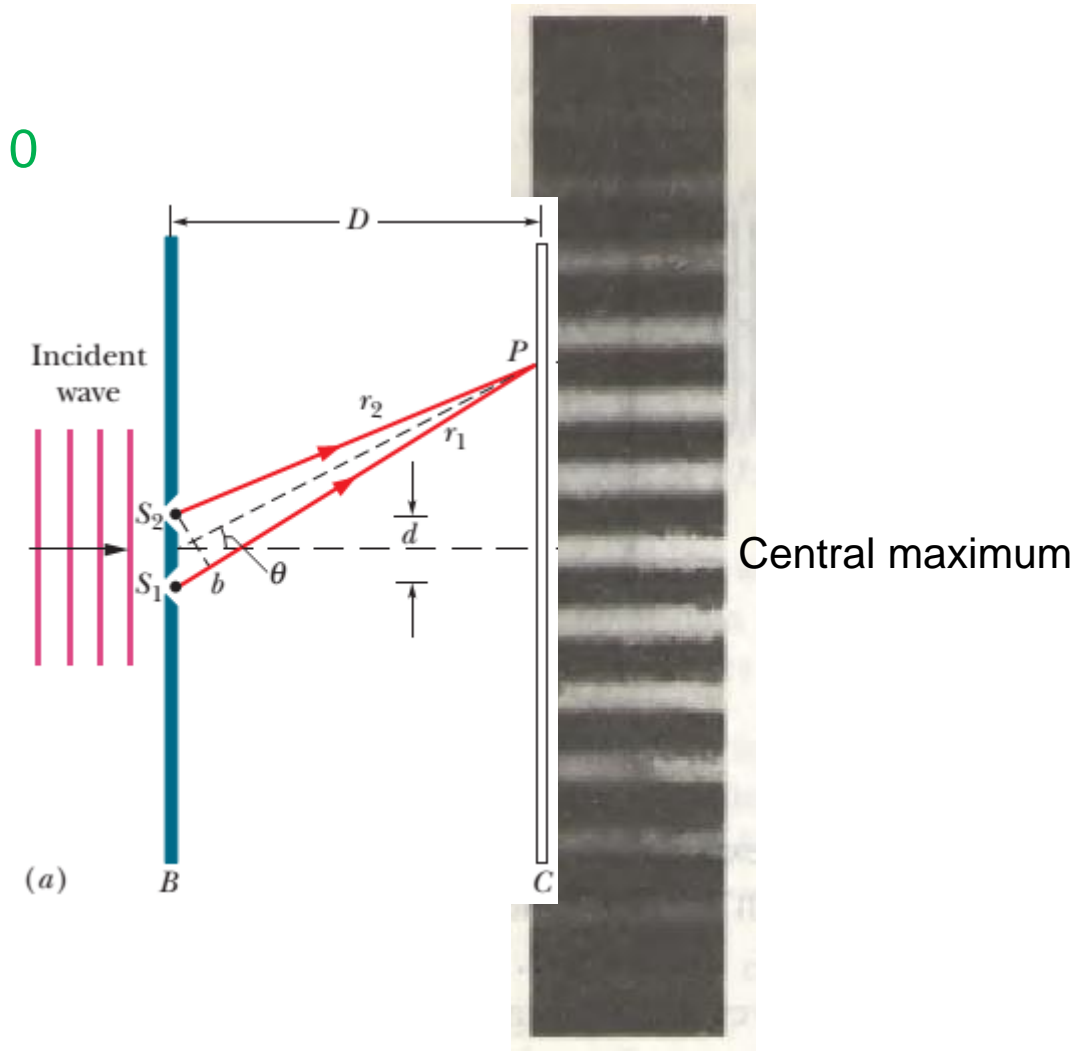 0
D
Incident
wave
P
r2
r1
S2
d
Central maximum
θ
S1
b
(a)
B
C